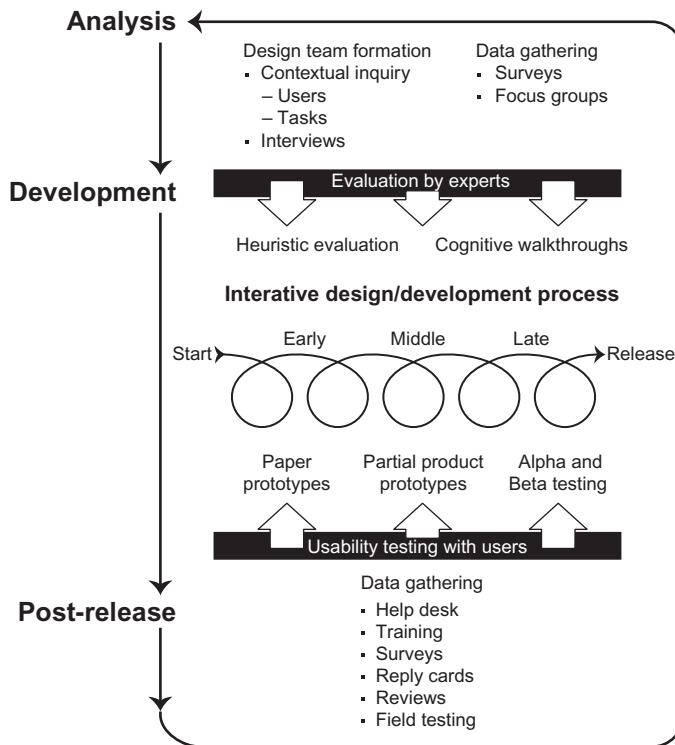 Analysis
Design team formation
▪ Contextual inquiry
– Users
– Tasks
▪ Interviews
Data gathering
▪ Surveys
▪ Focus groups
Development
Evaluation by experts
Heuristic evaluation
Cognitive walkthroughs
Interative design/development process
Early
Middle
Late
Start
Release
Paper
prototypes
Partial product
prototypes
Alpha and
Beta testing
Usability testing with users
Post-release
Data gathering
▪ Help desk
▪ Training
▪ Surveys
▪ Reply cards
▪ Reviews
▪ Field testing